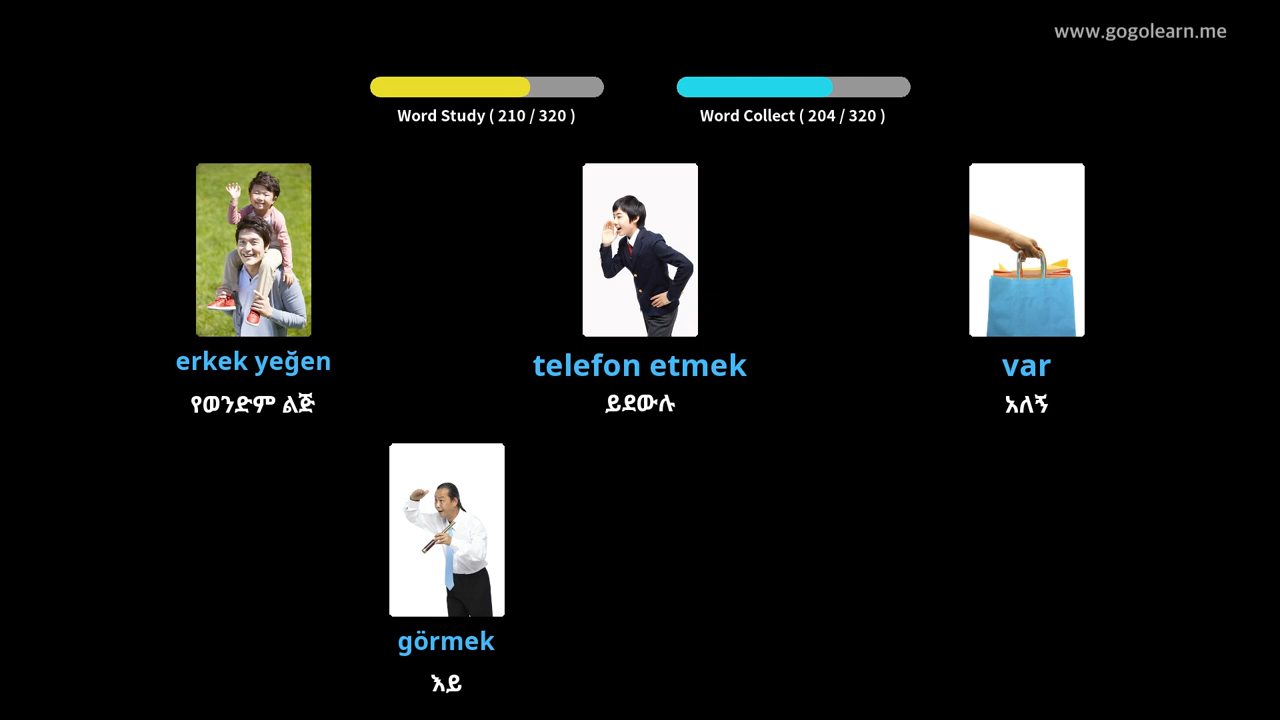 www.gogolearn.me
Word Study ( 210 / 320 )
Word Collect ( 204 / 320 )
erkek yeğen
telefon etmek
var
የወንድም ልጅ
ይደውሉ
አለኝ
görmek
እይ